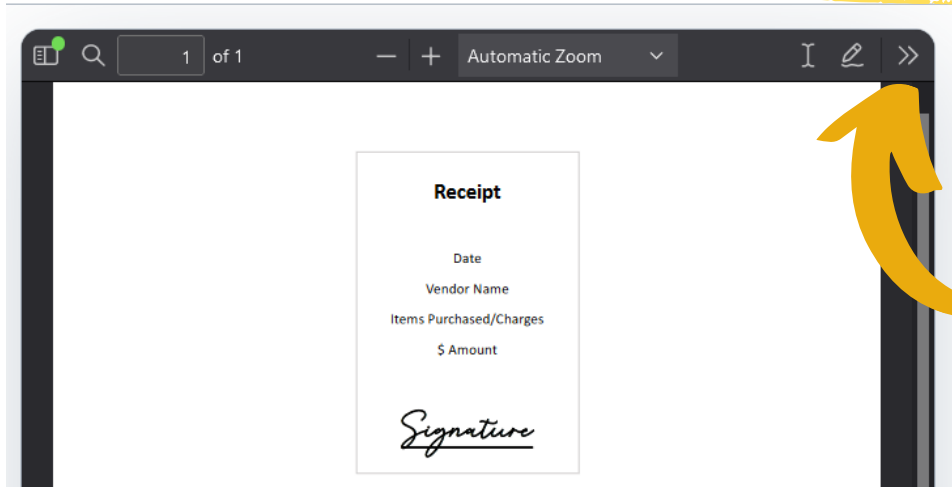 1 of 1 Automatic Zoom
Receipt
Date
Vendor Name
Items Purchased/Charges
$ Amount
Signature